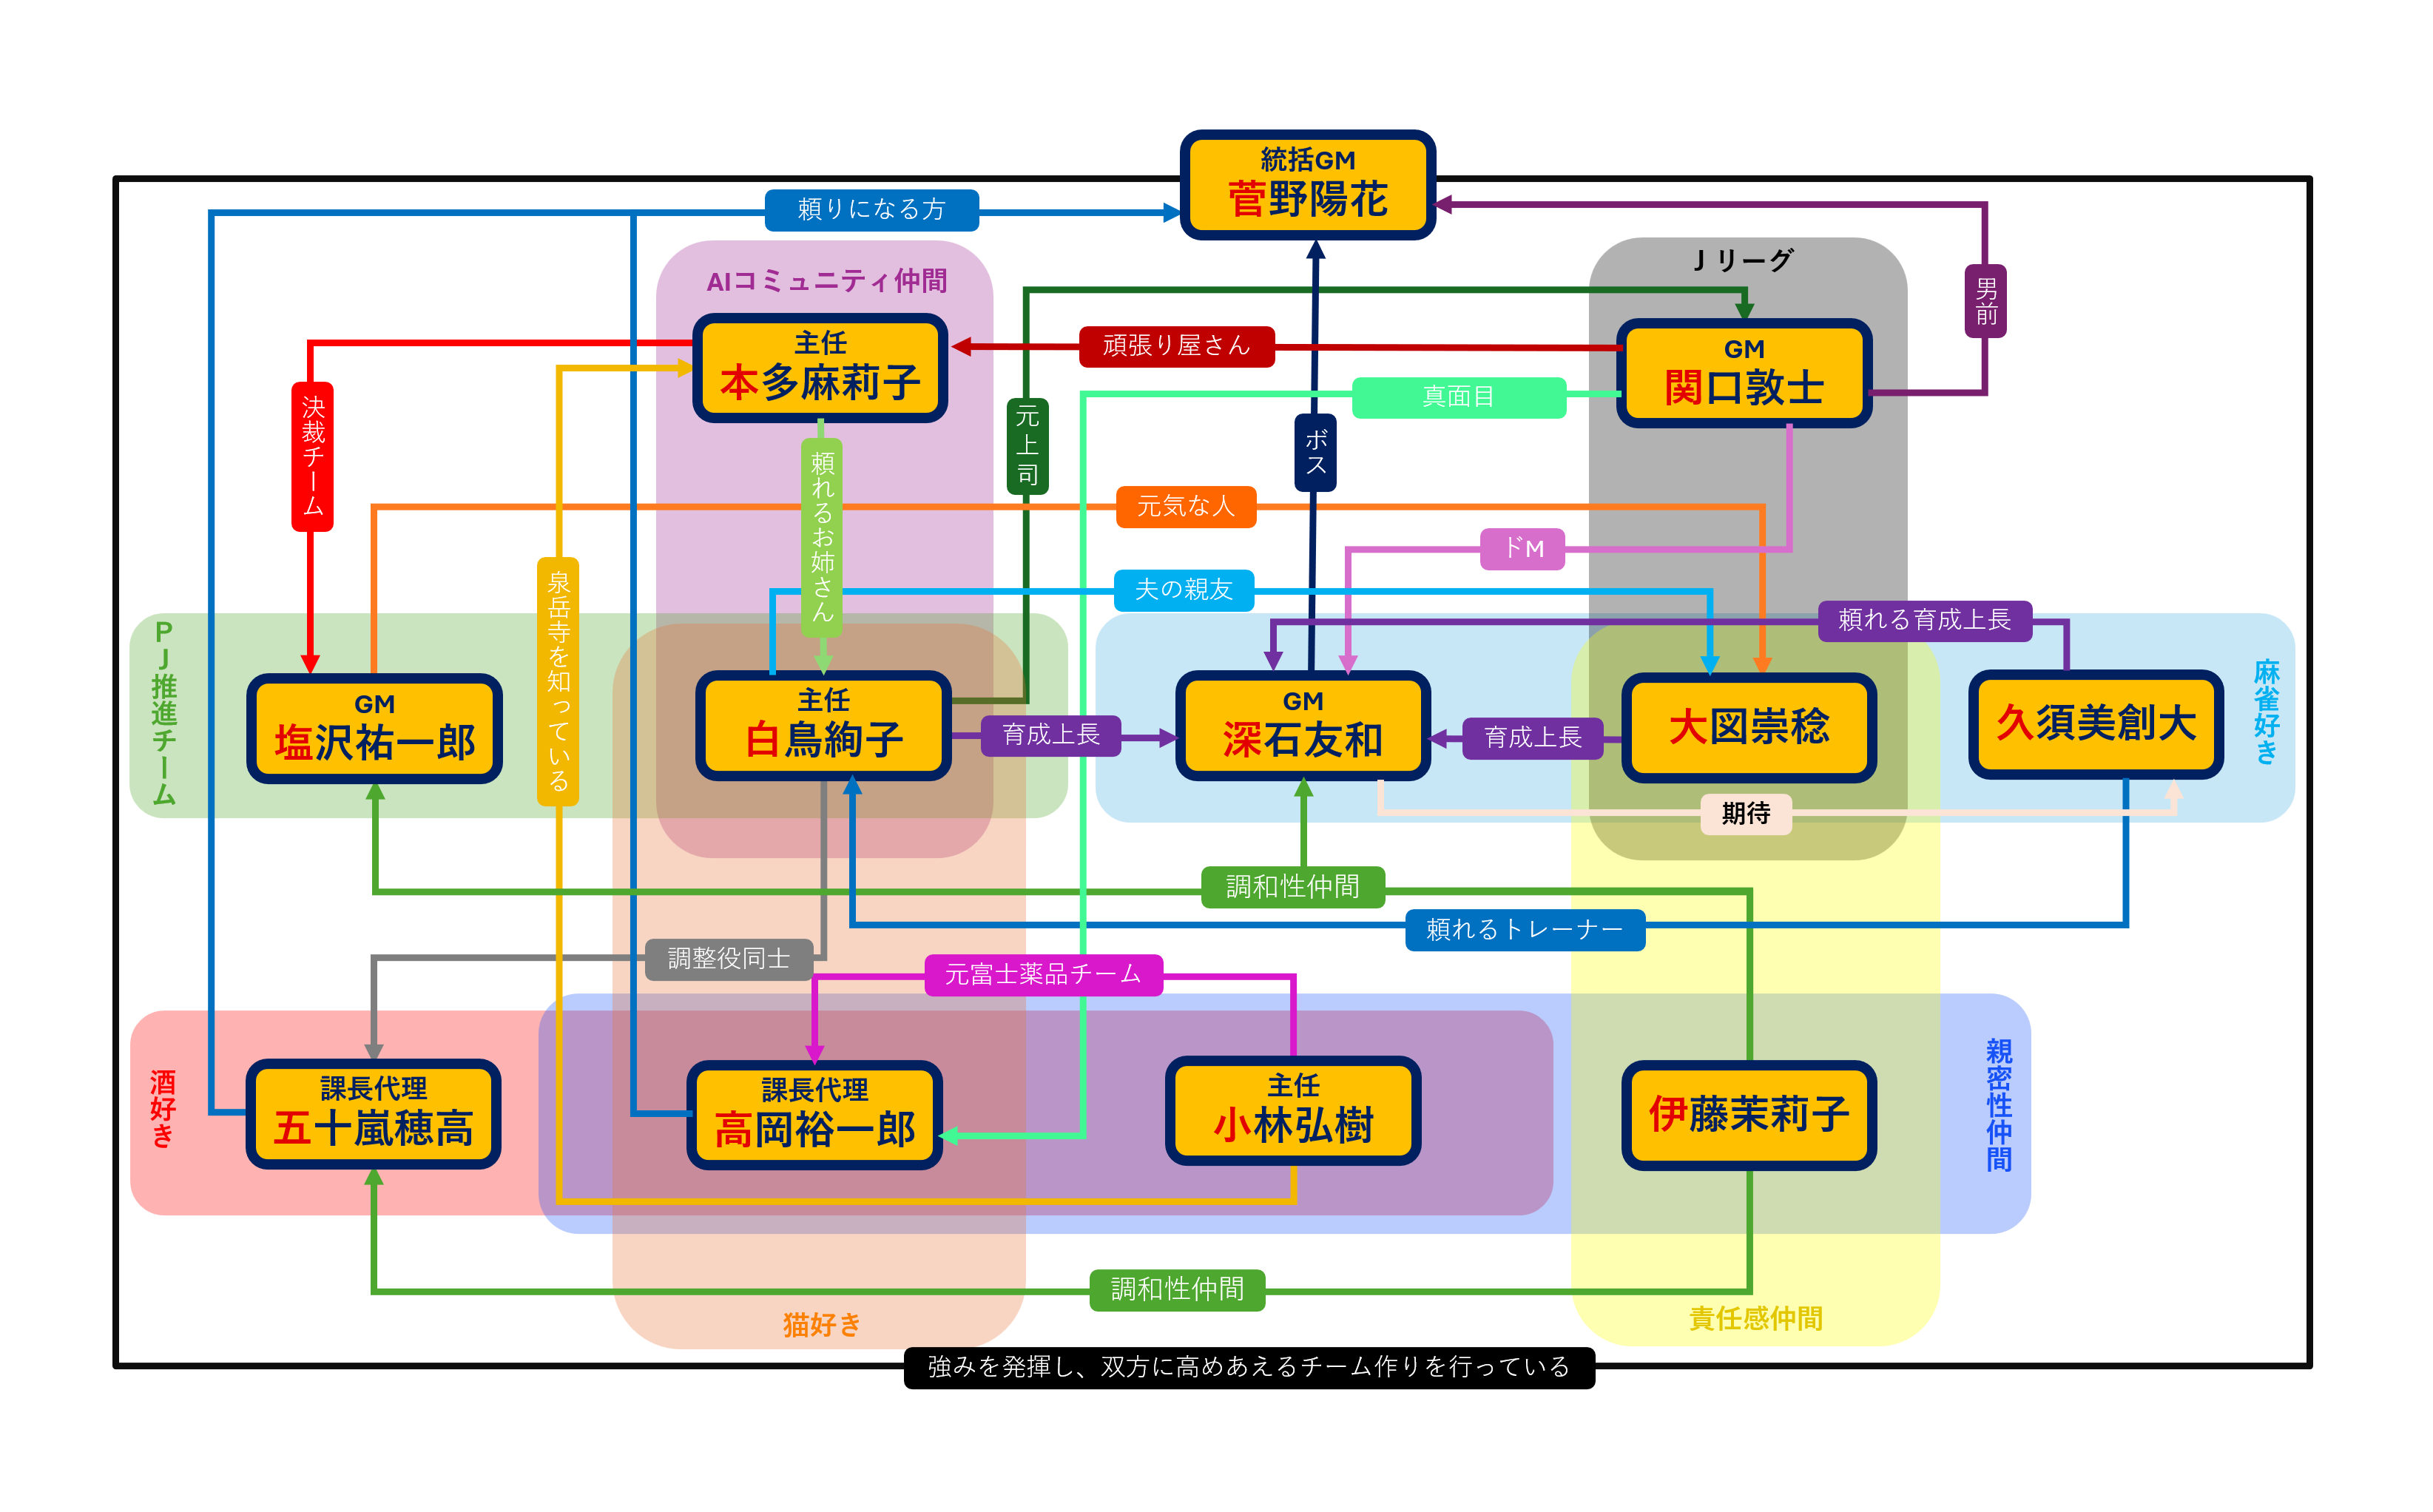 統括GM
菅野陽花
頼りになる方
AIコミュニティ仲間
Jリーグ
男前
主任
本多麻莉子
頑張り屋さん
GM
関口敦士
真面目
決裁チーム
元上司
ボス
頼れるお姉さん
元気な人
ドM
泉岳寺を知っている
夫の親友
頼れる育成上長
PJ推進チーム
GM
塩沢祐一郎
主任
白鳥絢子
育成上長
GM
深石友和
育成上長
大図崇稔
久須美創大
麻雀好き
期待
調和性仲間
頼れるトレーナー
調整役同士
元富士薬品チーム
酒好き
課長代理
五十嵐穂高
課長代理
高岡裕一郎
主任
小林弘樹
伊藤茉莉子
親密性仲間
調和性仲間
猫好き
責任感仲間
強みを発揮し、双方に高めあえるチーム作りを行っている